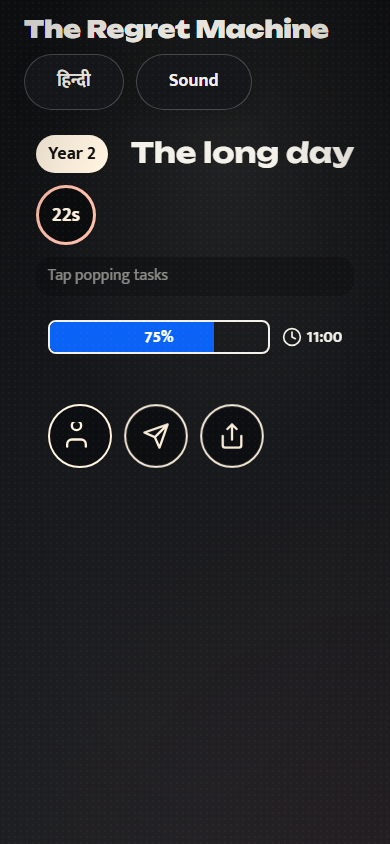 The Regret Machine
हिन्दी
Sound
Year 2
The long day
22s
Tap popping tasks
75%
11:00